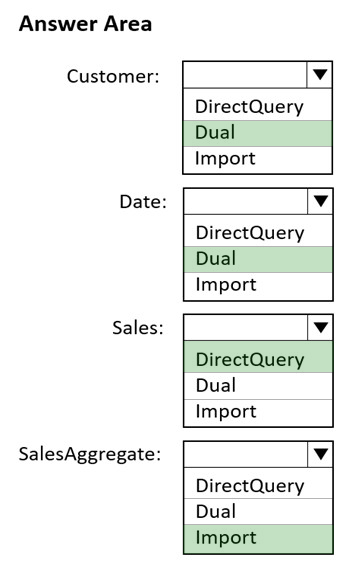 Answer Area
Customer:
DirectQuery
Dual
Import
Date:
DirectQuery
Dual
Import
Sales:
DirectQuery
Dual
Import
SalesAggregate:
DirectQuery
Dual
Import